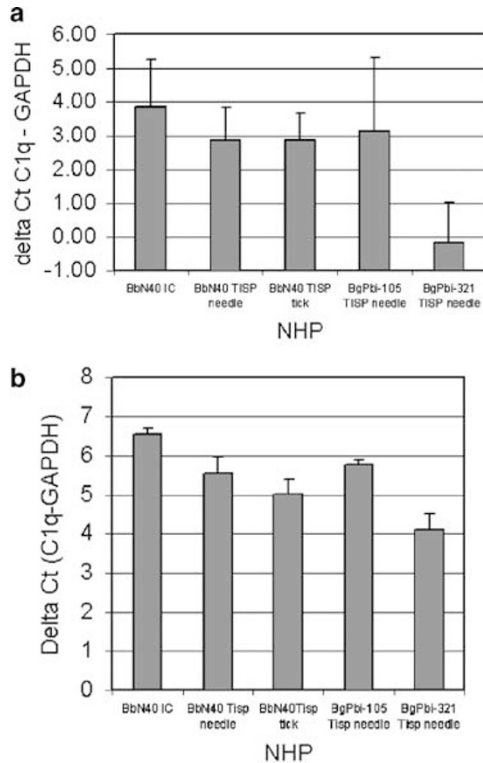 a
delta Ct C1q - GAPDH
6.00
5.00
4.00
3.00
2.00
1.00
0.00
-1.00
BbN40 IC
BbN40 TISP needle
BbN40 TISP tick
BgPbi-105 TISP needle
BgPbi-321 TISP needle
NHP
b
Delta Ct (C1q-GAPDH)
8
7
6
5
4
3
2
1
0
BbN40 IC
BbN40 Tisp needle
BbN40Tisp tick
BgPbi-105 Tisp needle
BgPbi-321 Tisp needle
NHP